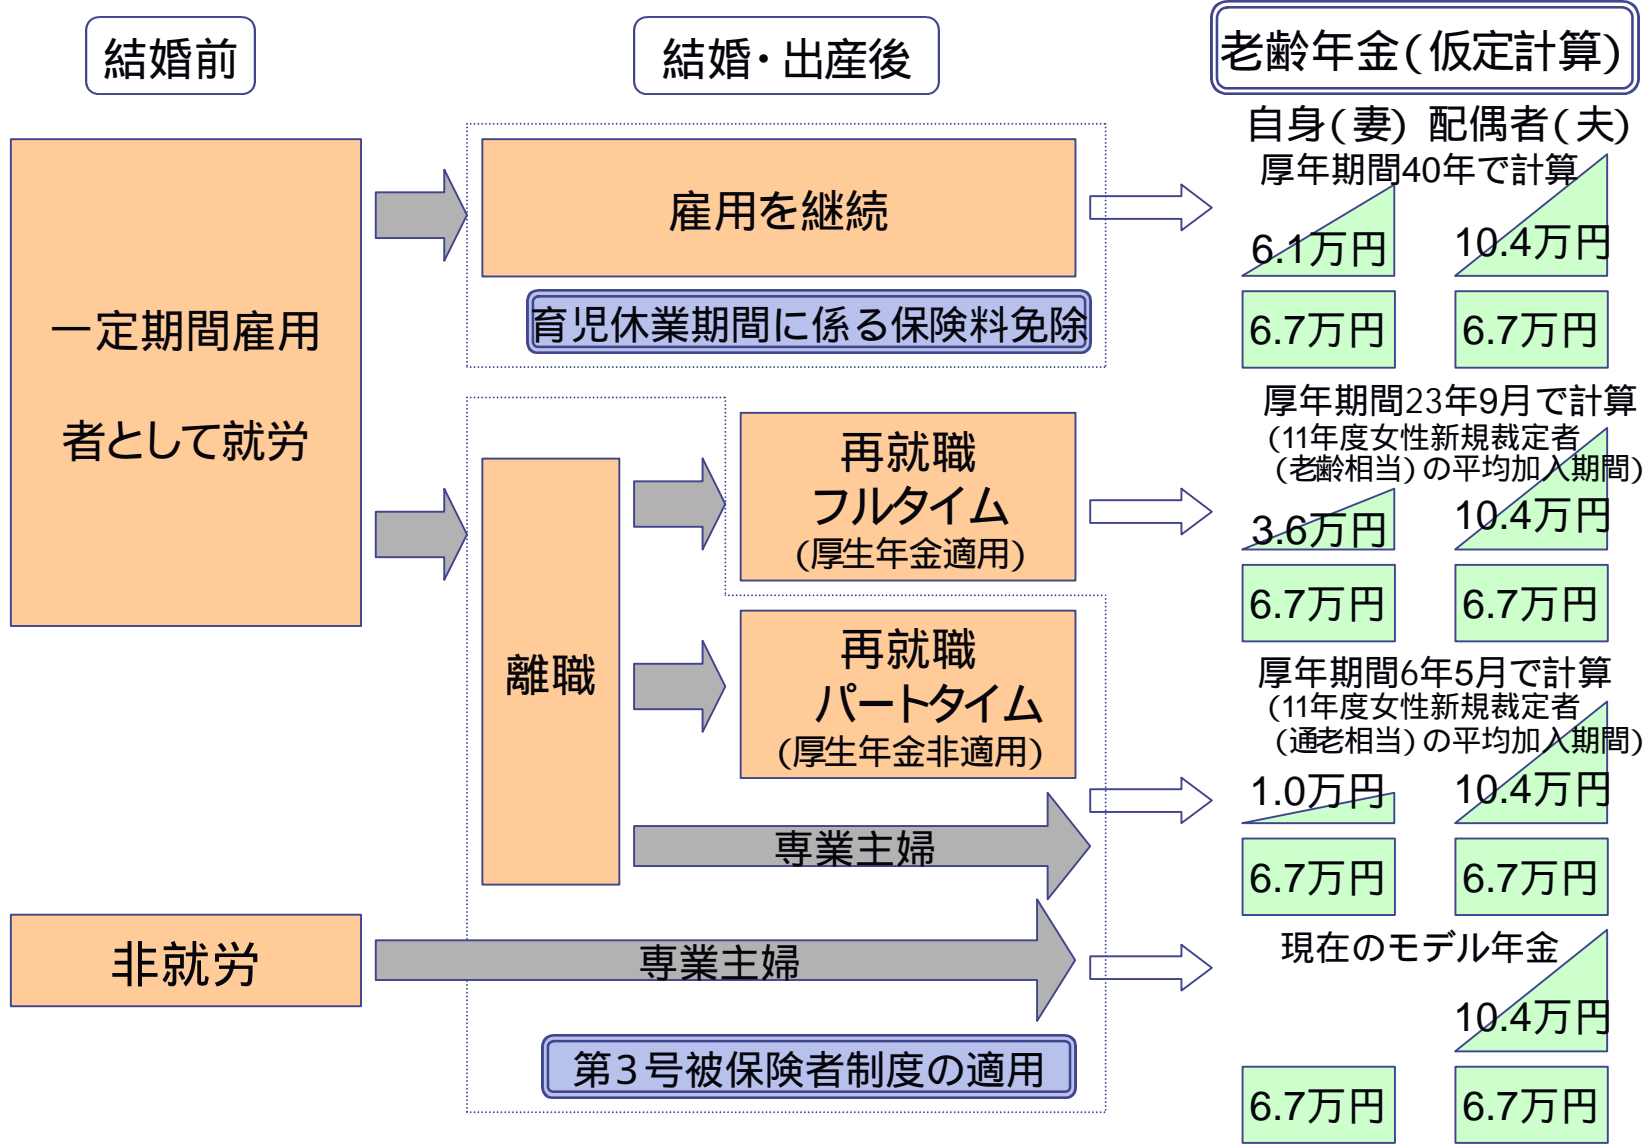 結婚前
結婚・出産後
老齢年金(仮定計算)
自身(妻) 配偶者(夫)
厚年期間40年で計算
一定期間雇用
者として就労
雇用を継続
育児休業期間に係る保険料免除
6.1万円
10.4万円
6.7万円
6.7万円
離職
再就職
フルタイム
(厚生年金適用)
厚年期間23年9月で計算
(11年度女性新規裁定者
(老齢相当)の平均加入期間)
3.6万円
10.4万円
6.7万円
6.7万円
再就職
パートタイム
(厚生年金非適用)
専業主婦
厚年期間6年5月で計算
(11年度女性新規裁定者
(通老相当)の平均加入期間)
1.0万円
10.4万円
6.7万円
6.7万円
非就労
専業主婦
第3号被保険者制度の適用
現在のモデル年金
10.4万円
6.7万円
6.7万円